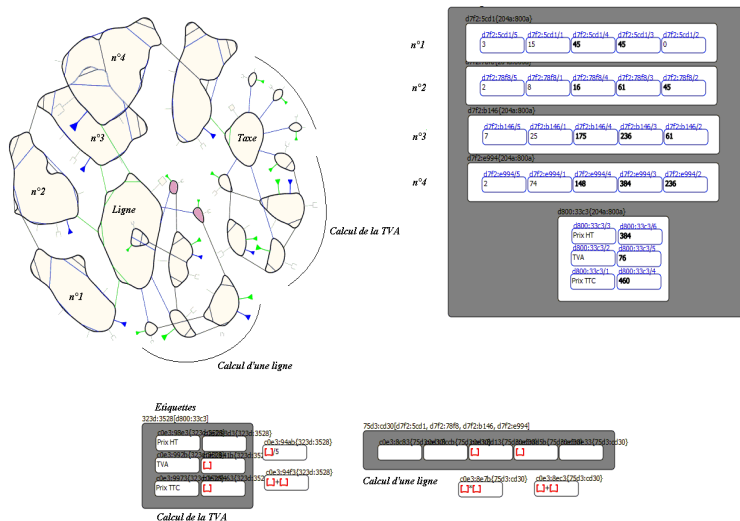 n°4
n°3
n°2
n°1
Ligne
Taxe
Calcul de la TVA
Calcul d'une ligne
d7f2:5cd1{204a:800a}
n°1
d7f2:5cd1/5 d7f2:5cd1/1 d7f2:5cd1/4 d7f2:5cd1/3 d7f2:5cd1/2
3 15 45 45 0
n°2
d7f2:78f8/5 d7f2:78f8/1 d7f2:78f8/4 d7f2:78f8/3 d7f2:78f8/2
2 8 16 61 45
d7f2:b146{204a:800a}
n°3
d7f2:b146/5 d7f2:b146/1 d7f2:b146/4 d7f2:b146/3 d7f2:b146/2
7 25 175 236 61
d7f2:e994{204a:800a}
n°4
d7f2:e994/5 d7f2:e994/1 d7f2:e994/4 d7f2:e994/3 d7f2:e994/2
2 74 148 384 236
d800:33c3{204a:800a}
d800:33c3/3 d800:33c3/6
Prix HT 384
d800:33c3/2 d800:33c3/5
TVA 76
d800:33c3/1 d800:33c3/4
Prix TTC 460
Etiquettes
323d:3528[d800:33c3]
Prix HT
c0e3:94ab{323d:3528}
TVA [_] [_]/5
c0e3:94f3{323d:3528}
Prix TTC [_] [_]+[_]
Calcul de la TVA
75d3:cd30[d7f2:5cd1, d7f2:78f8, d7f2:b146, d7f2:e994]
[_] [_]
Calcul d'une ligne
c0e3:8e7b{75d3:cd30} c0e3:8ec3{75d3:cd30}
[_]*[_] [_]+[_]